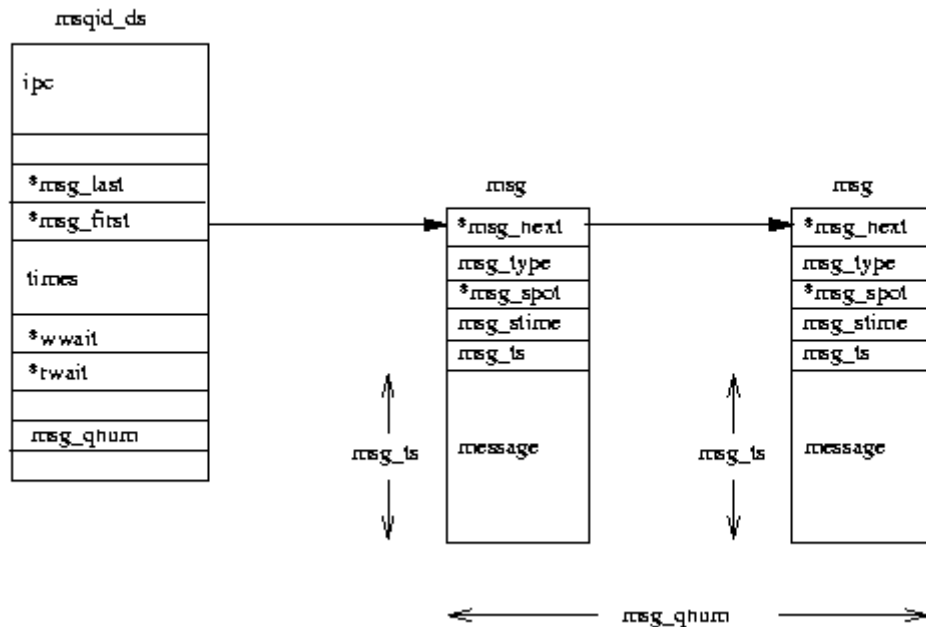 msqid_ds
ipc
*msg_last
*msg_first
times
*wwait
*rwait
msg_qnum
msg
*msg_next
msg_type
*msg_spot
msg_stime
msg_ts
message
msg_ts
msg
*msg_next
msg_type
*msg_spot
msg_stime
msg_ts
message
msg_ts
msg_qnum